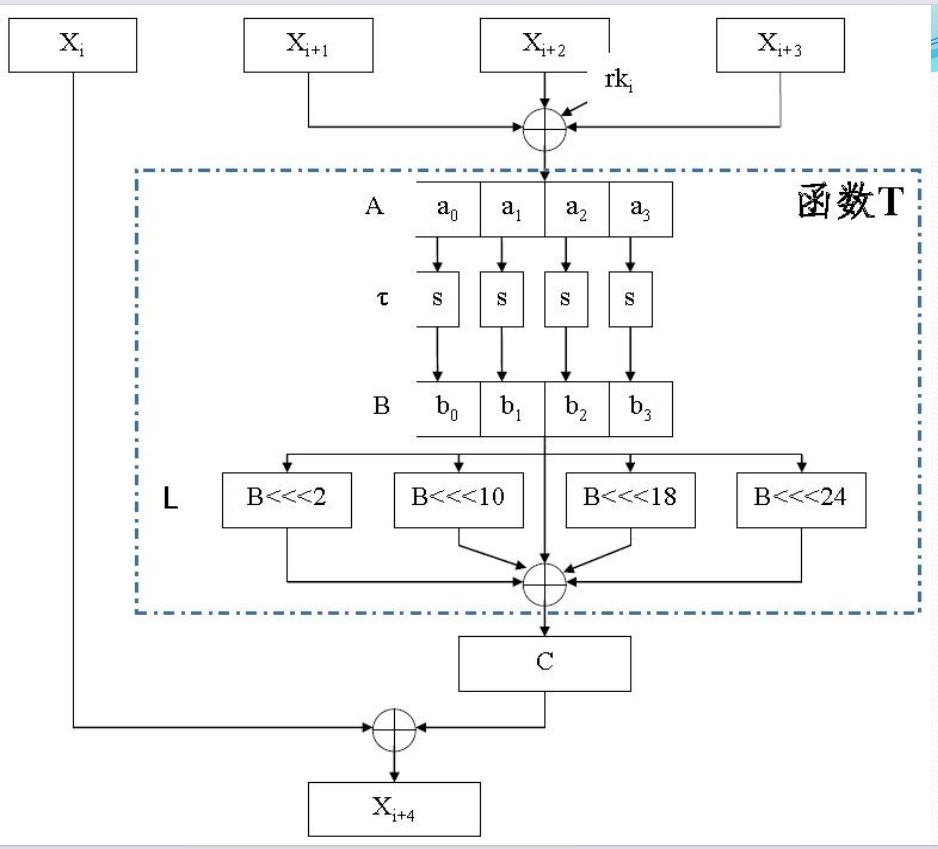 X_i X_{i+1} X_{i+2} X_{i+3}
rk_i
函数T
A a_0 a_1 a_2 a_3
τ s s s s
B b_0 b_1 b_2 b_3
L B<<<2 B<<<10 B<<<18 B<<<24
C
X_{i+4}